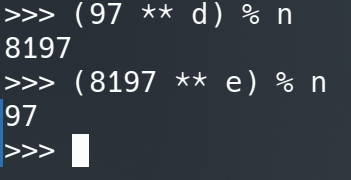 >>> (97 ** d) % n
8197
>>> (8197 ** e) % n
97
>>>